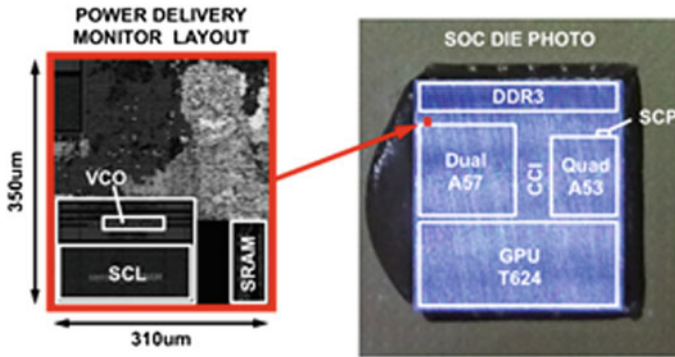 POWER DELIVERY
MONITOR LAYOUT
350um
VCO
SCL
SRAM
310um
SOC DIE PHOTO
DDR3
SCP
Dual
A57
CCI
Quad
A53
GPU
T624